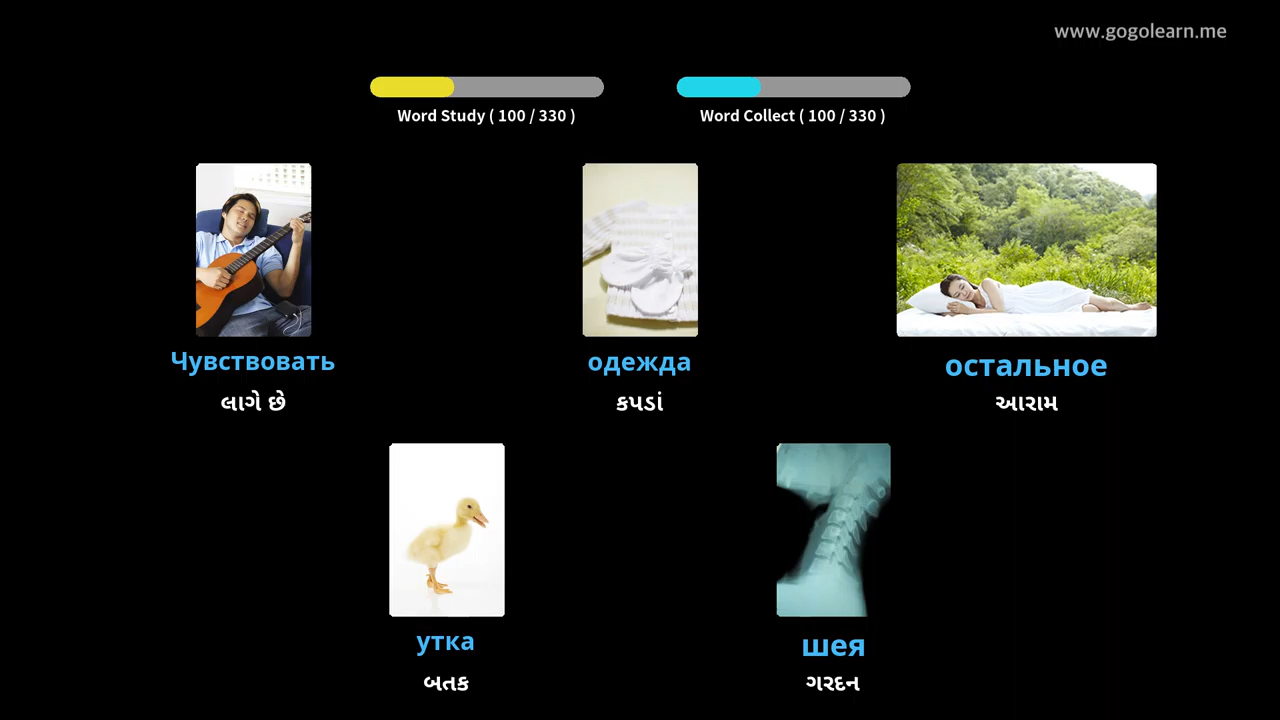 www.gogolearn.me
Word Study ( 100 / 330 )
Word Collect ( 100 / 330 )
Чувствовать
одежда
остальное
લાગે છે
કપડાં
આરામ
утка
шея
બતક
ગરદન